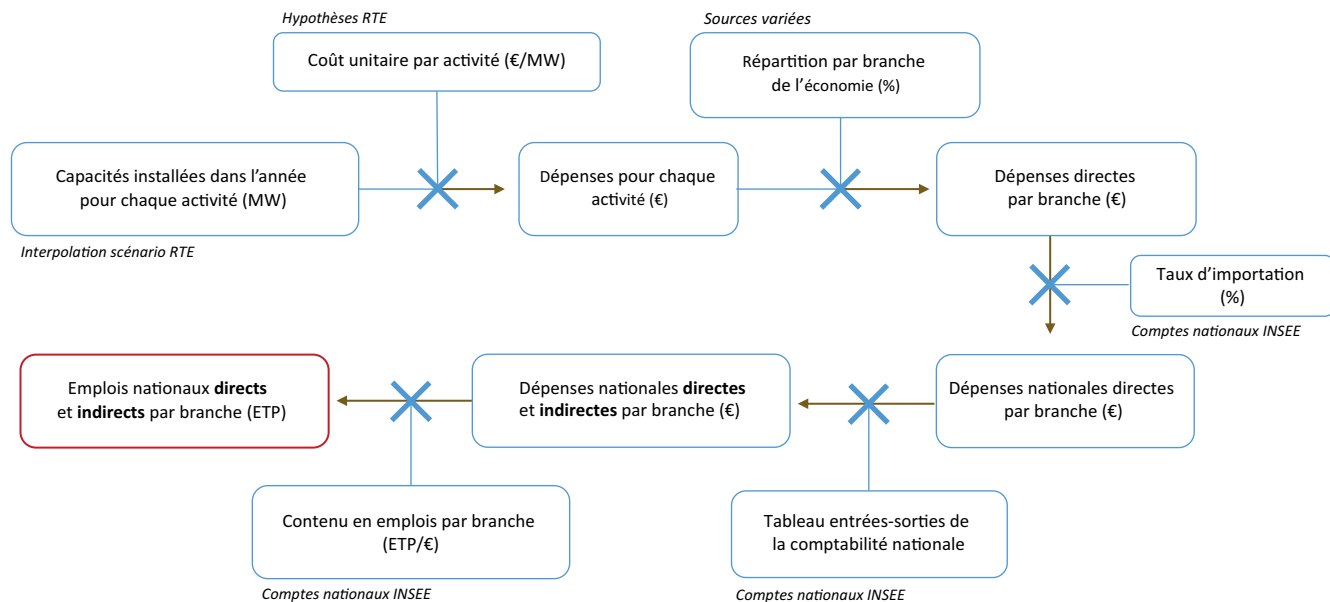 Hypothèses RTE
Coût unitaire par activité (€/MW)
Sources variées
Répartition par branche
de l'économie (%)
Capacités installées dans l'année
pour chaque activité (MW)
Interpolation scénario RTE
Dépenses pour chaque
activité (€)
Dépenses directes
par branche (€)
Taux d'importation
(%)
Comptes nationaux INSEE
Dépenses nationales directes
par branche (€)
Dépenses nationales directes
et indirectes par branche (€)
Emplois nationaux directs
et indirects par branche (ETP)
Tableau entrées-sorties de
la comptabilité nationale
Comptes nationaux INSEE
Contenu en emplois par branche
(ETP/€)
Comptes nationaux INSEE